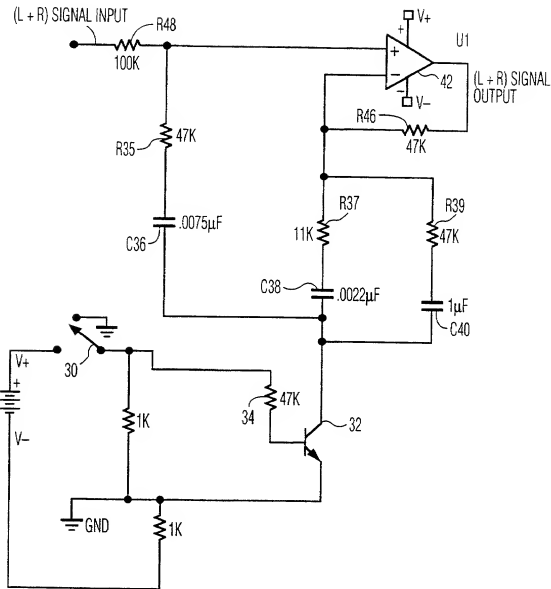 (L + R) SIGNAL INPUT
R48
100K
V+
+
U1
+
−
42
−
V−
(L + R) SIGNAL
OUTPUT
R46
47K
R35
47K
R37
11K
R39
47K
.0075μF
C36
C38
.0022μF
1μF
C40
V+
30
+
V−
34
47K
32
1K
GND
1K